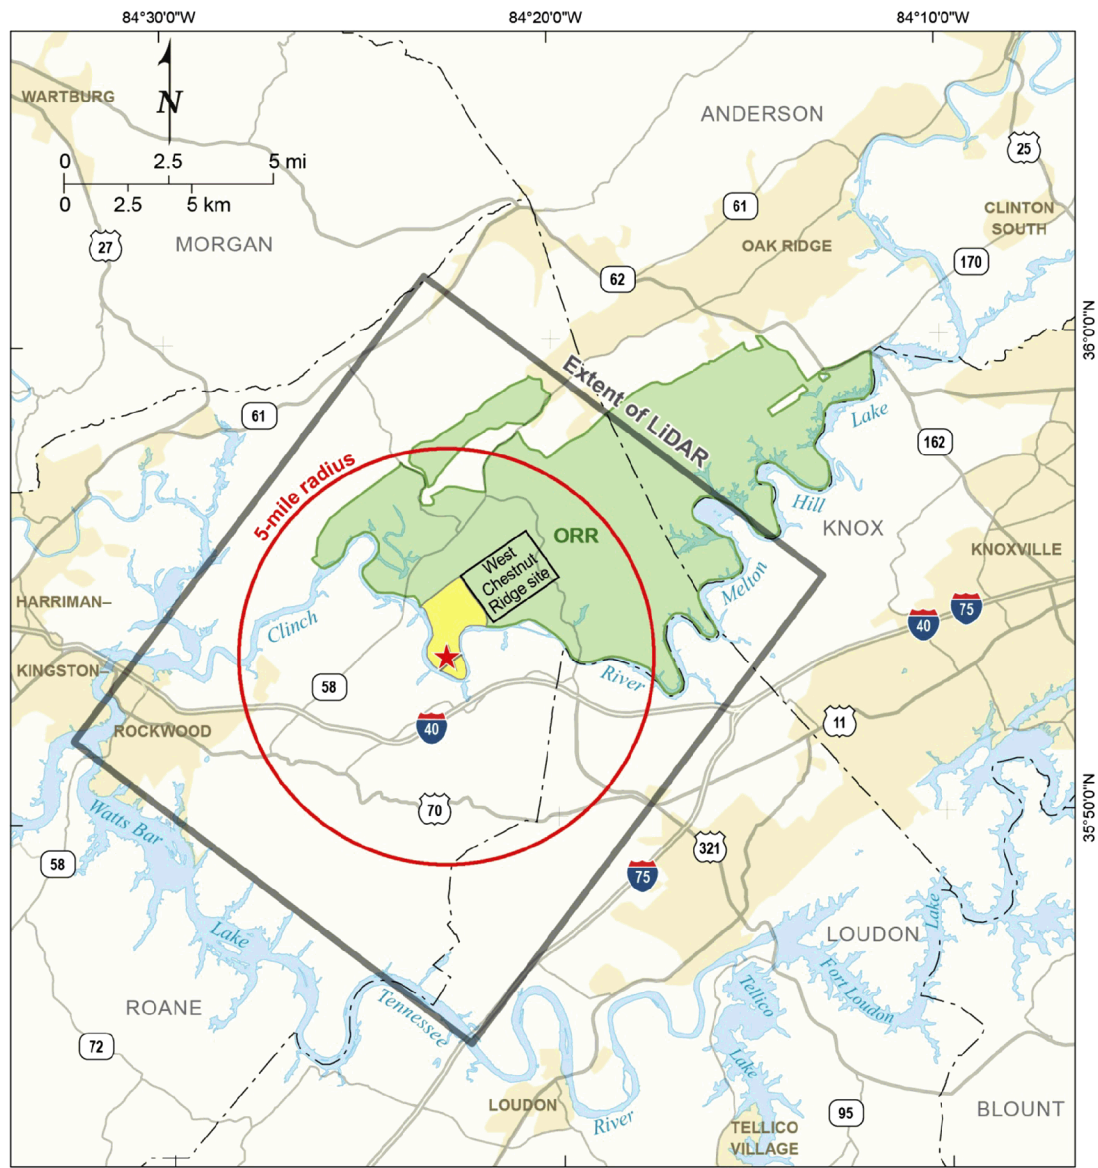 84°30'0"W
84°20'0"W
84°10'0"W
WARTBURG
N
ANDERSON
0
2.5
5 mi
0
2.5
5 km
25
61
27
MORGAN
CLINTON
SOUTH
OAK RIDGE
170
62
36°0'0"N
Extent of LiDAR
61
Lake
162
5-mile radius
Hill
KNOX
ORR
KNOXVILLE
West
Chestnut
Ridge site
Melton
HARRIMAN–
40
75
Clinch
KINGSTON–
58
River
ROCKWOOD
40
11
70
35°50'0"N
Watts Bar
321
58
75
Lake
LOUDON
Lake
Fort Loudon
Tellico
ROANE
Tennessee
72
Lake
LOUDON
River
95
BLOUNT
TELLICO
VILLAGE